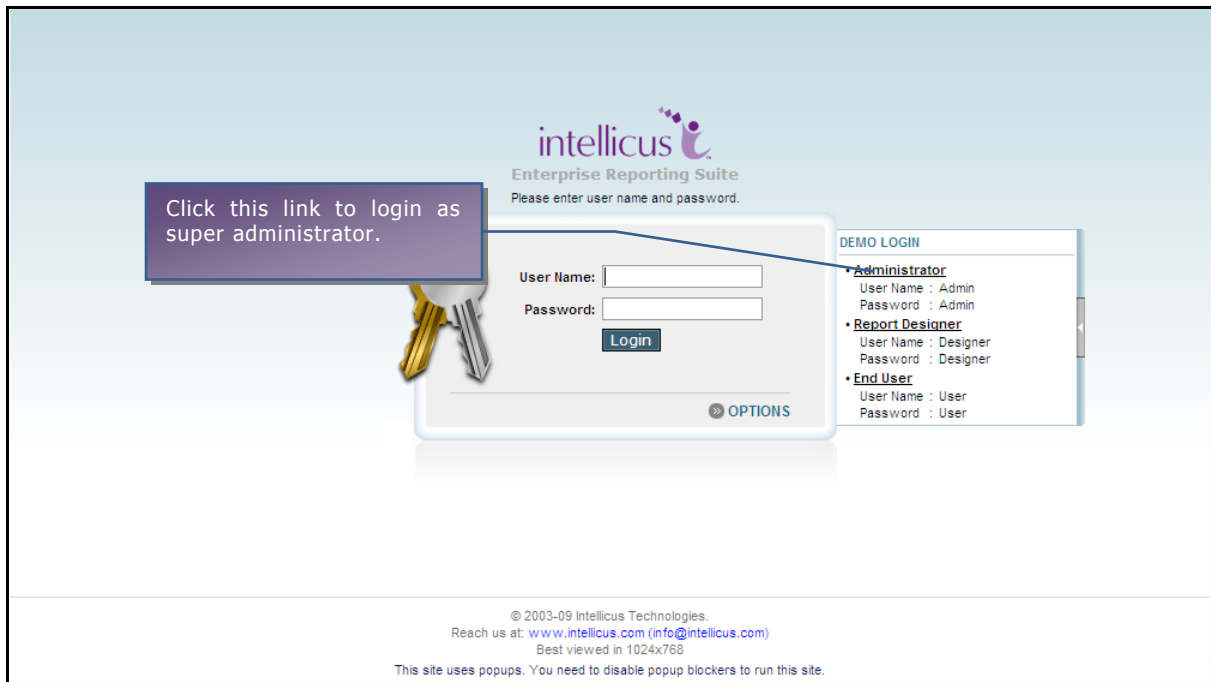 intellicus
Enterprise Reporting Suite
Please enter user name and password.
Click this link to login as
super administrator.
User Name:
Password:
Login
OPTIONS
DEMO LOGIN
• Administrator
User Name : Admin
Password : Admin
• Report Designer
User Name : Designer
Password : Designer
• End User
User Name : User
Password : User
© 2003-09 Intellicus Technologies.
Reach us at: www.intellicus.com (info@intellicus.com)
Best viewed in 1024x768
This site uses popups. You need to disable popup blockers to run this site.